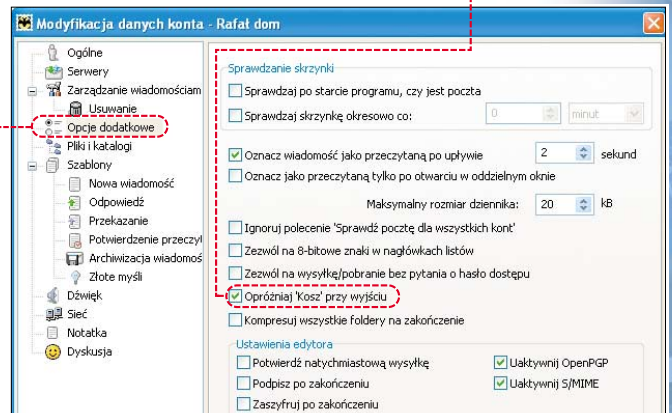 Modyfikacja danych konta - Rafał dom
Ogólne
Serwery
Zarządzanie wiadomościam
Usuwanie
Opcje dodatkowe
Pliki i katalogi
Szablony
Nowa wiadomość
Odpowiedź
Przekazanie
Potwierdzenie przeczyt
Archiwizacja wiadomoś
Złote myśli
Dźwięk
Sieć
Notatka
Dyskusja
Sprawdzanie skrzynki
Sprawdzaj po starcie programu, czy jest poczta
Sprawdzaj skrzynkę okresowo co: 0 minut
Oznacz wiadomość jako przeczytaną po upływie 2 sekund
Oznacz jako przeczytaną tylko po otwarciu w oddzielnym oknie
Maksymalny rozmiar dziennika: 20 kB
Ignoruj polecenie 'Sprawdź pocztę dla wszystkich kont'
Zezwól na 8-bitowe znaki w nagłówkach listów
Zezwól na wysyłkę/pobranie bez pytania o hasło dostępu
Opróżniaj 'Kosz' przy wyjściu
Kompresuj wszystkie foldery na zakończenie
Ustawienia edytora
Potwierdź natychmiastową wysyłkę
Uaktywnij OpenPGP
Podpisz po zakończeniu
Uaktywnij S/MIME
Zaszyfruj po zakończeniu